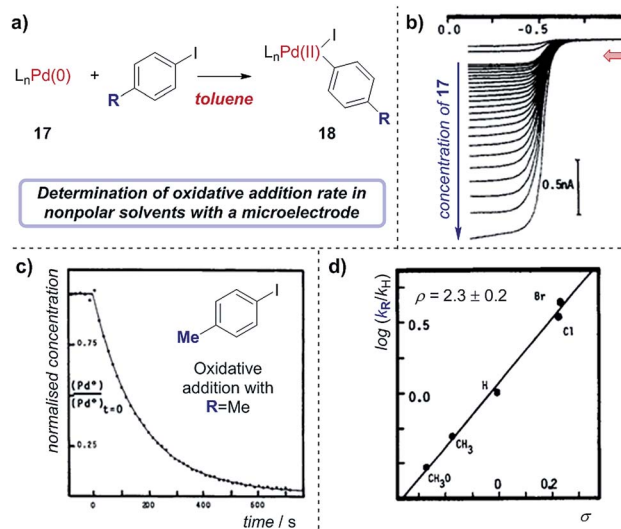 a)
LₙPd(0)
+
R
I
toluene
LₙPd(II)
I
R
17
18
Determination of oxidative addition rate in
nonpolar solvents with a microelectrode
b)
0.0
-0.5
concentration of 17
0.5nA
c)
normalised concentration
0.75
0.25
(Pd°)
(Pd°)t=0
I
Me
Oxidative
addition with
R=Me
0
200
400
600
time / s
d)
log (kR/kH)
ρ = 2.3 ± 0.2
0.5
0.0
Br
Cl
H
CH₃
CH₃O
0
0.2
σ